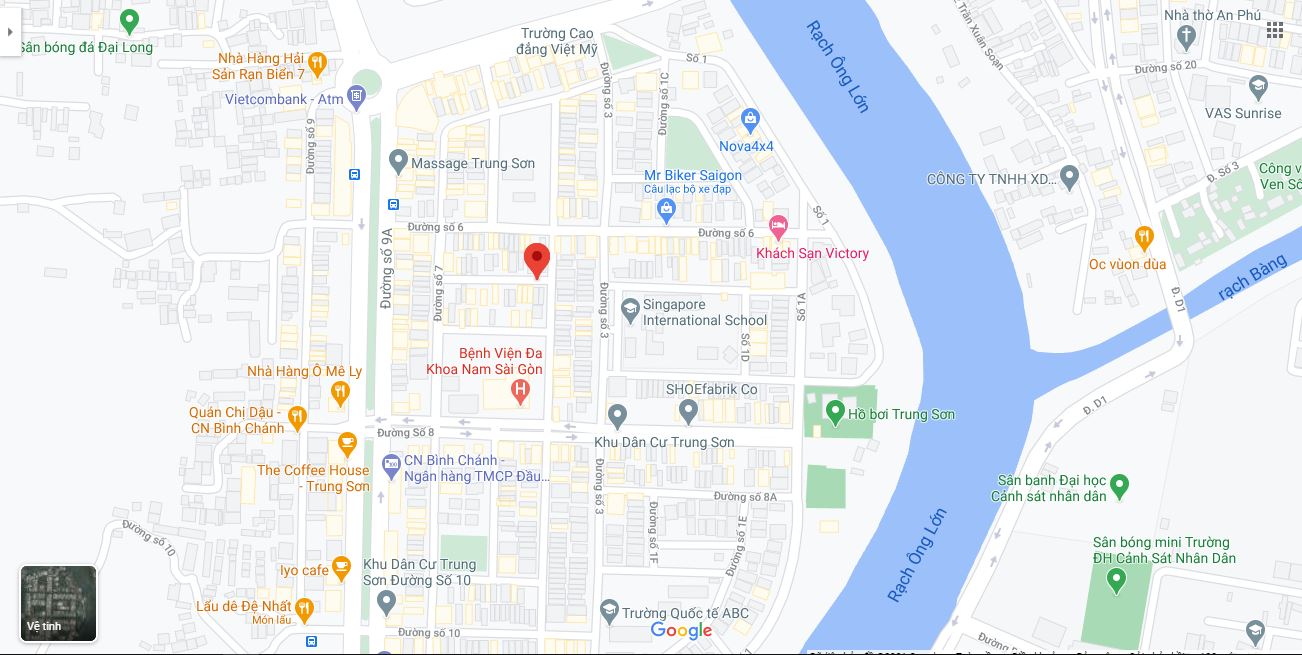 Sân bóng đá Đại Long
Nhà Hàng Hải
Sản Rạn Biển 7
Vietcombank - Atm
Trường Cao
đẳng Việt Mỹ
Số 1
Rạch Ông Lớn
Trần Xuân Soạn
Nhà thờ An Phú
Đường số 20
VAS Sunrise
Đường số 9
Đường số 3
Đường số 1C
Massage Trung Sơn
Nova4x4
Mr Biker Saigon
Câu lạc bộ xe đạp
CÔNG TY TNHH XD...
Đ. Số 3
Công v
Ven Sô
Số 1
Đường số 6
Đường số 6
Khách Sạn Victory
Oc vuon dùa
rạch Bàng
Đ. D1
Đường số 9A
Đường số 7
Đường số 3
Singapore
International School
Số 1A
Số 1D
Bệnh Viện Đa
Khoa Nam Sài Gòn
Nhà Hàng Ô Mê Ly
SHOEfabrik Co
Quán Chị Dậu -
CN Bình Chánh
Hồ bơi Trung Sơn
Đ. D1
Đường Số 8
Khu Dân Cư Trung Sơn
The Coffee House
- Trung Sơn
CN Bình Chánh -
Ngân hàng TMCP Đầu...
Đường số 3
Đường số 8A
Sân banh Đại học
Cảnh sát nhân dân
Đường số 10
Đường số 1F
Đường số 1E
Rạch Ông Lớn
Sân bóng mini Trường
ĐH Cảnh Sát Nhân Dân
Iyo cafe
Khu Dân Cư Trung
Sơn Đường Số 10
Vệ tinh
Lẩu dê Đệ Nhất
Món lẩu
Trường Quốc tế ABC
Google
Đường số 10